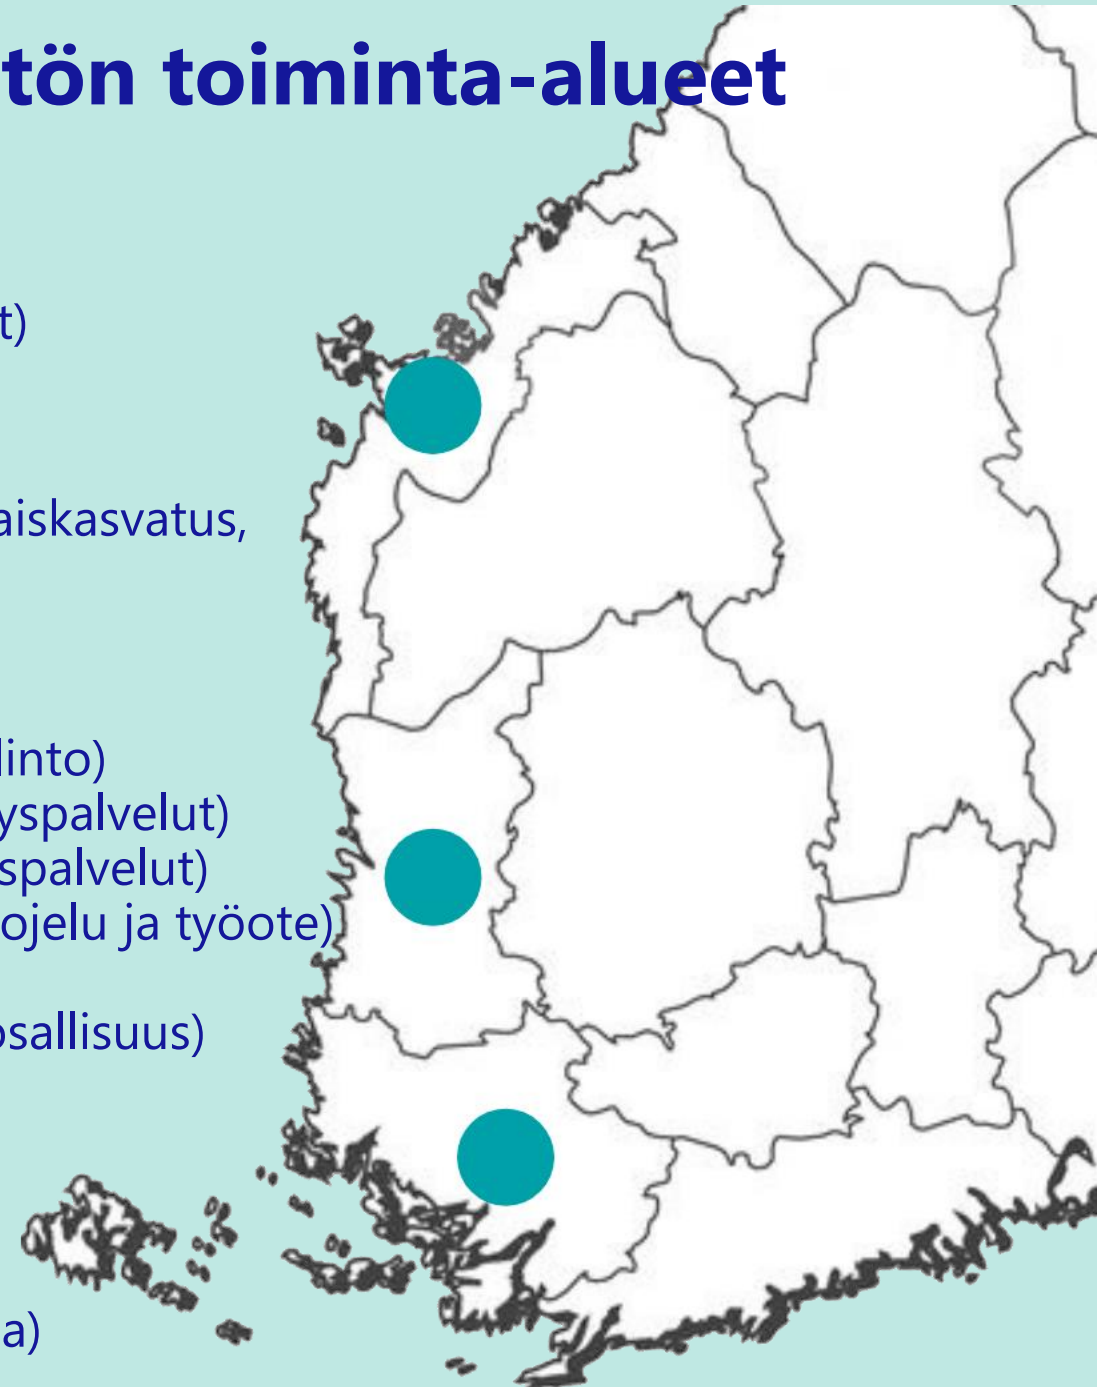 tön toiminta-alueet
t)
aiskasvatus,
linto)
yspalvelut)
spalvelut)
ojelu ja työote)
osallisuus)
a)